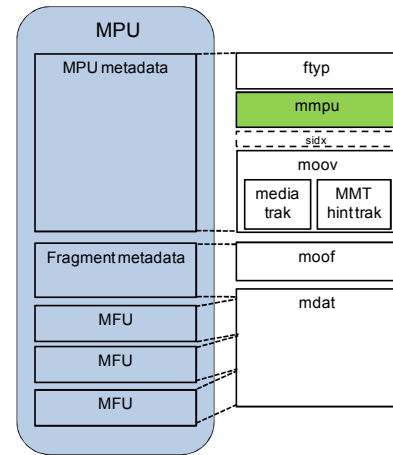 MPU
MPU metadata
ftyp
mmpu
sidx
moov
media
trak
MMT
hint trak
Fragment metadata
moof
mdat
MFU
MFU
MFU